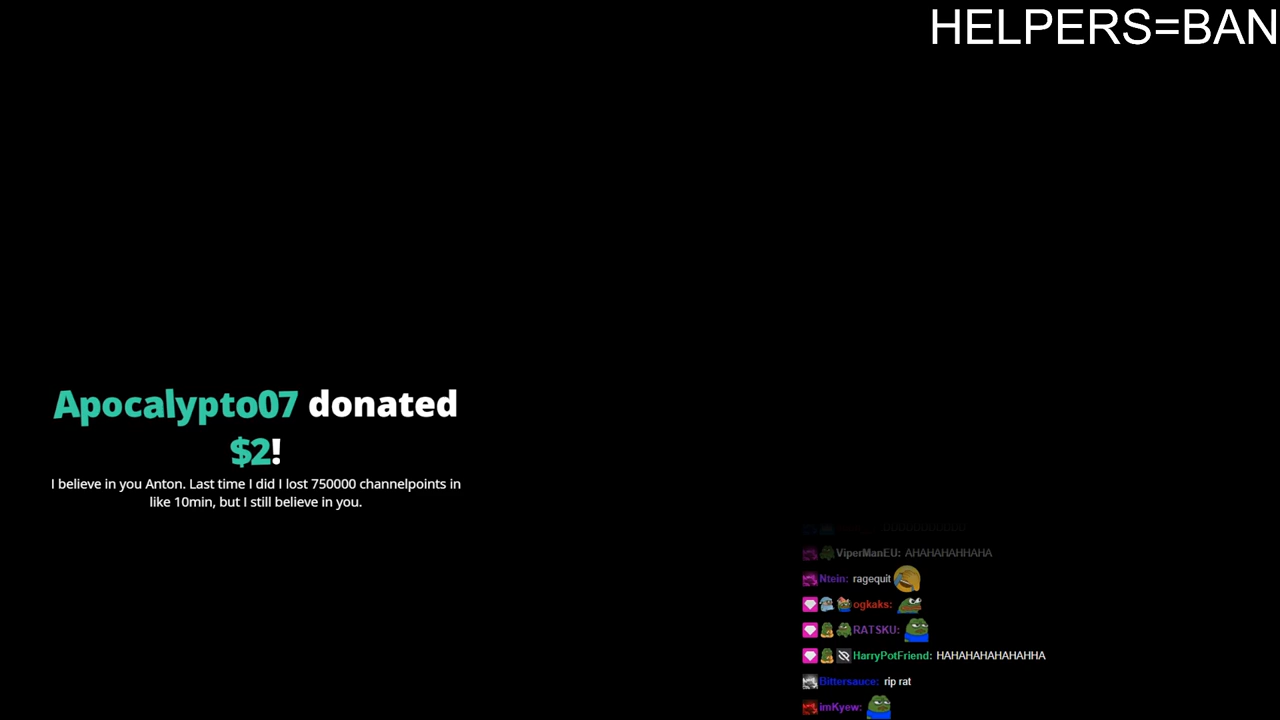 HELPERS=BAN
Apocalypto07 donated
$2!
I believe in you Anton. Last time I did I lost 750000 channelpoints in
like 10min, but I still believe in you.
ViperManEU: AHAHAHAHHAHA
Ntein: ragequit
ogkaks:
RATSKU:
HarryPotFriend: HAHAHAHAHAHAHHA
Bittersauce: rip rat
imKyew: